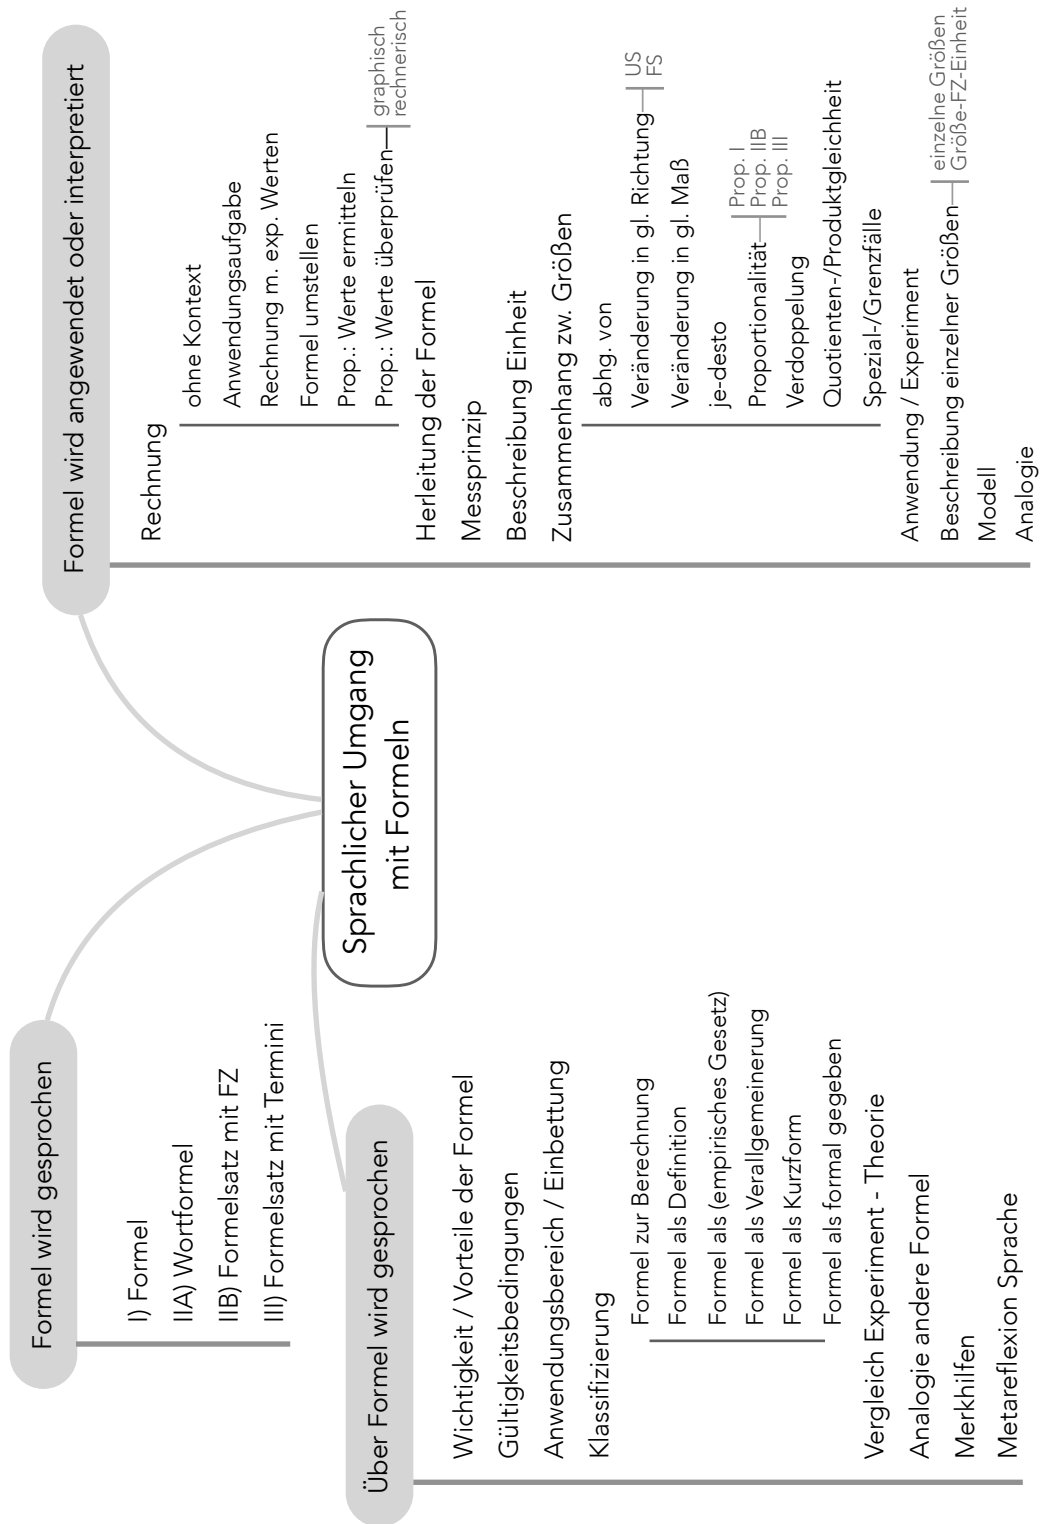 Sprachlicher Umgang
mit Formeln
Formel wird gesprochen
I) Formel
IIA) Wortformel
IIB) Formelsatz mit FZ
III) Formelsatz mit Termini
Über Formel wird gesprochen
Wichtigkeit / Vorteile der Formel
Gültigkeitsbedingungen
Anwendungsbereich / Einbettung
Klassifizierung
Formel zur Berechnung
Formel als Definition
Formel als (empirisches Gesetz)
Formel als Verallgemeinerung
Formel als Kurzform
Formel als formal gegeben
Vergleich Experiment - Theorie
Analogie andere Formel
Merkhilfen
Metareflexion Sprache
Formel wird angewendet oder interpretiert
Rechnung
ohne Kontext
Anwendungsaufgabe
Rechnung m. exp. Werten
Formel umstellen
Prop.: Werte ermitteln
Prop.: Werte überprüfen
graphisch
rechnerisch
Herleitung der Formel
Messprinzip
Beschreibung Einheit
Zusammenhang zw. Größen
abhg. von
Veränderung in gl. Richtung
US
FS
Veränderung in gl. Maß
je-desto
Proportionalität
Prop. I
Prop. IIB
Prop. III
Verdoppelung
Quotienten-/Produktgleichheit
Spezial-/Grenzfälle
Anwendung / Experiment
Beschreibung einzelner Größen
einzelne Größen
Größe-FZ-Einheit
Modell
Analogie